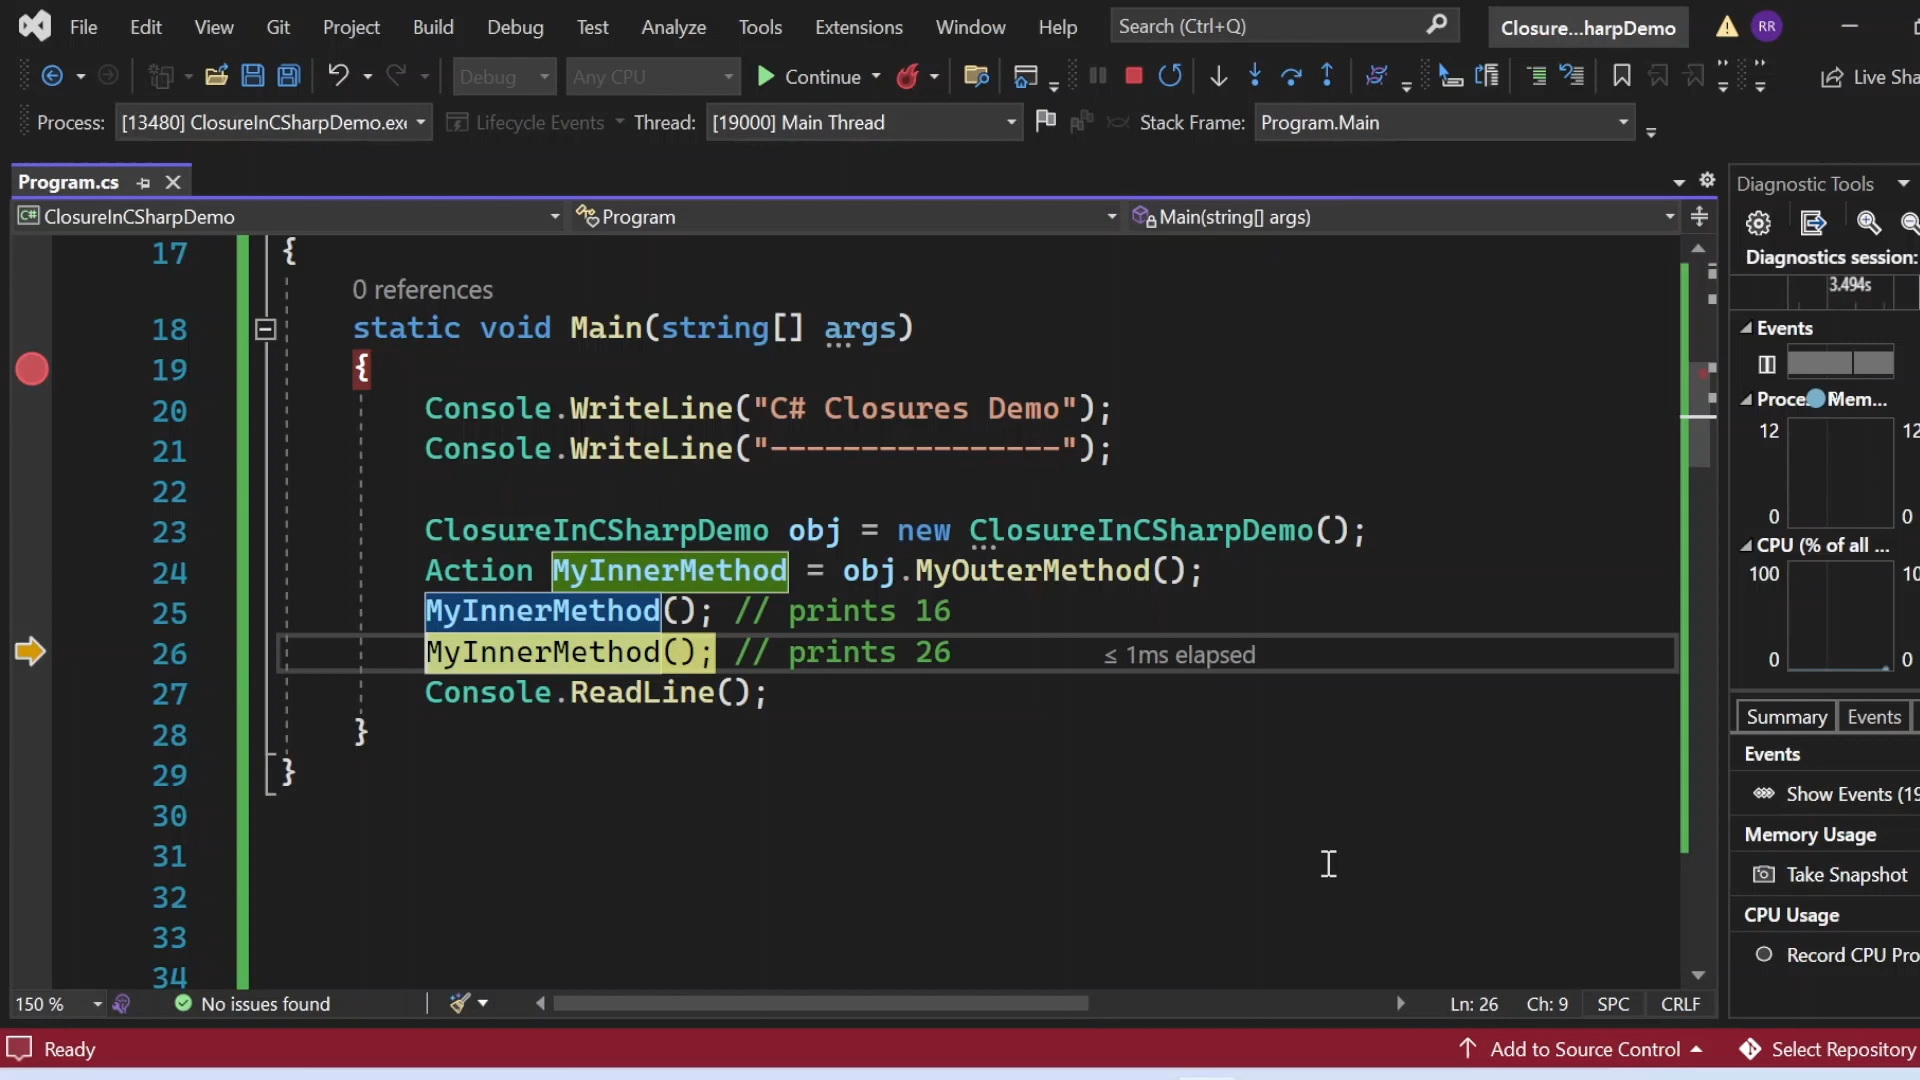 File Edit View Git Project Build Debug Test Analyze Tools Extensions Window Help Search (Ctrl+Q) Closure...harpDemo RR
Debug Any CPU Continue Live Sha
Process: [13480] ClosureInCSharpDemo.exe Lifecycle Events Thread: [19000] Main Thread Stack Frame: Program.Main
Program.cs
C# ClosureInCSharpDemo Program Main(string[] args)
17 {
0 references
18 static void Main(string[] args)
19 {
20 Console.WriteLine("C# Closures Demo");
21 Console.WriteLine("----------------");
22
23 ClosureInCSharpDemo obj = new ClosureInCSharpDemo();
24 Action MyInnerMethod = obj.MyOuterMethod();
25 MyInnerMethod(); // prints 16
26 MyInnerMethod(); // prints 26 ≤ 1ms elapsed
27 Console.ReadLine();
28 }
29 }
30
31
32
33
34
150 % No issues found Ln: 26 Ch: 9 SPC CRLF
Ready Add to Source Control Select Repository
Diagnostic Tools
Diagnostics session:
3.494s
Events
Mem...
12 12
0 0
CPU (% of all ...
100 10
0 0
Summary Events
Events
Show Events (19
Memory Usage
Take Snapshot
CPU Usage
Record CPU Pro